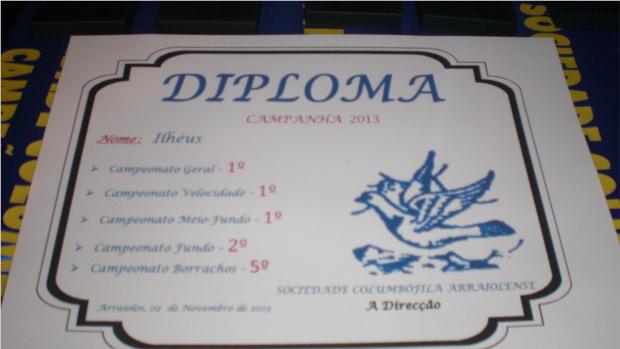 DIPLOMA
CAMPANHA 2013
Nome: Ilhéus
Campeonato Geral - 1º
Campeonato Velocidade - 1º
Campeonato Meio-Fundo - 1º
Campeonato Fundo - 2º
Campeonato Borrachos - 5º
SOCIEDADE COLUMBÓFILA ARRAIOLENSE
A Direcção
Arraiolos, 02 de Novembro de 2013